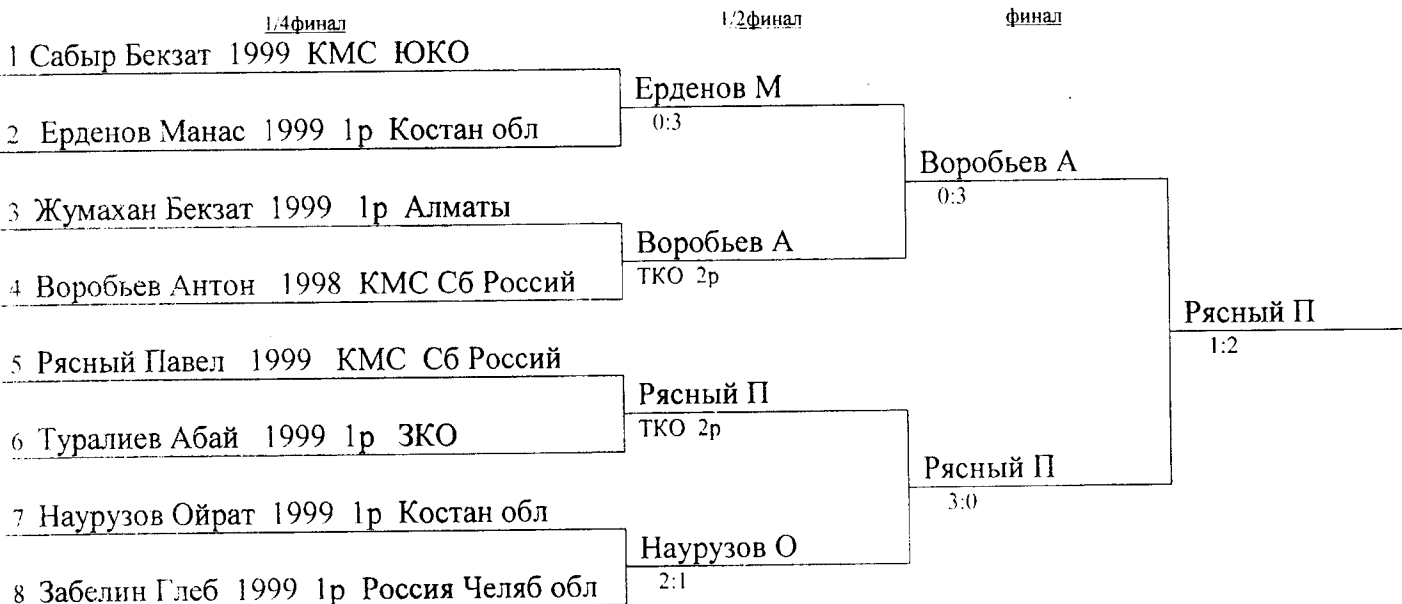 1/4финал
1/2финал
финал
1 Сабыр Бекзат 1999 КМС ЮКО
Ерденов М
0:3
2 Ерденов Манас 1999 1р Костан обл
Воробьев А
0:3
3 Жумахан Бекзат 1999 1р Алматы
Воробьев А
ТКО 2р
4 Воробьев Антон 1998 КМС Сб Россий
Рясный П
1:2
5 Рясный Павел 1999 КМС Сб Россий
Рясный П
ТКО 2р
6 Туралиев Абай 1999 1р ЗКО
Рясный П
3:0
7 Наурузов Ойрат 1999 1р Костан обл
Наурузов О
2:1
8 Забелин Глеб 1999 1р Россия Челяб обл